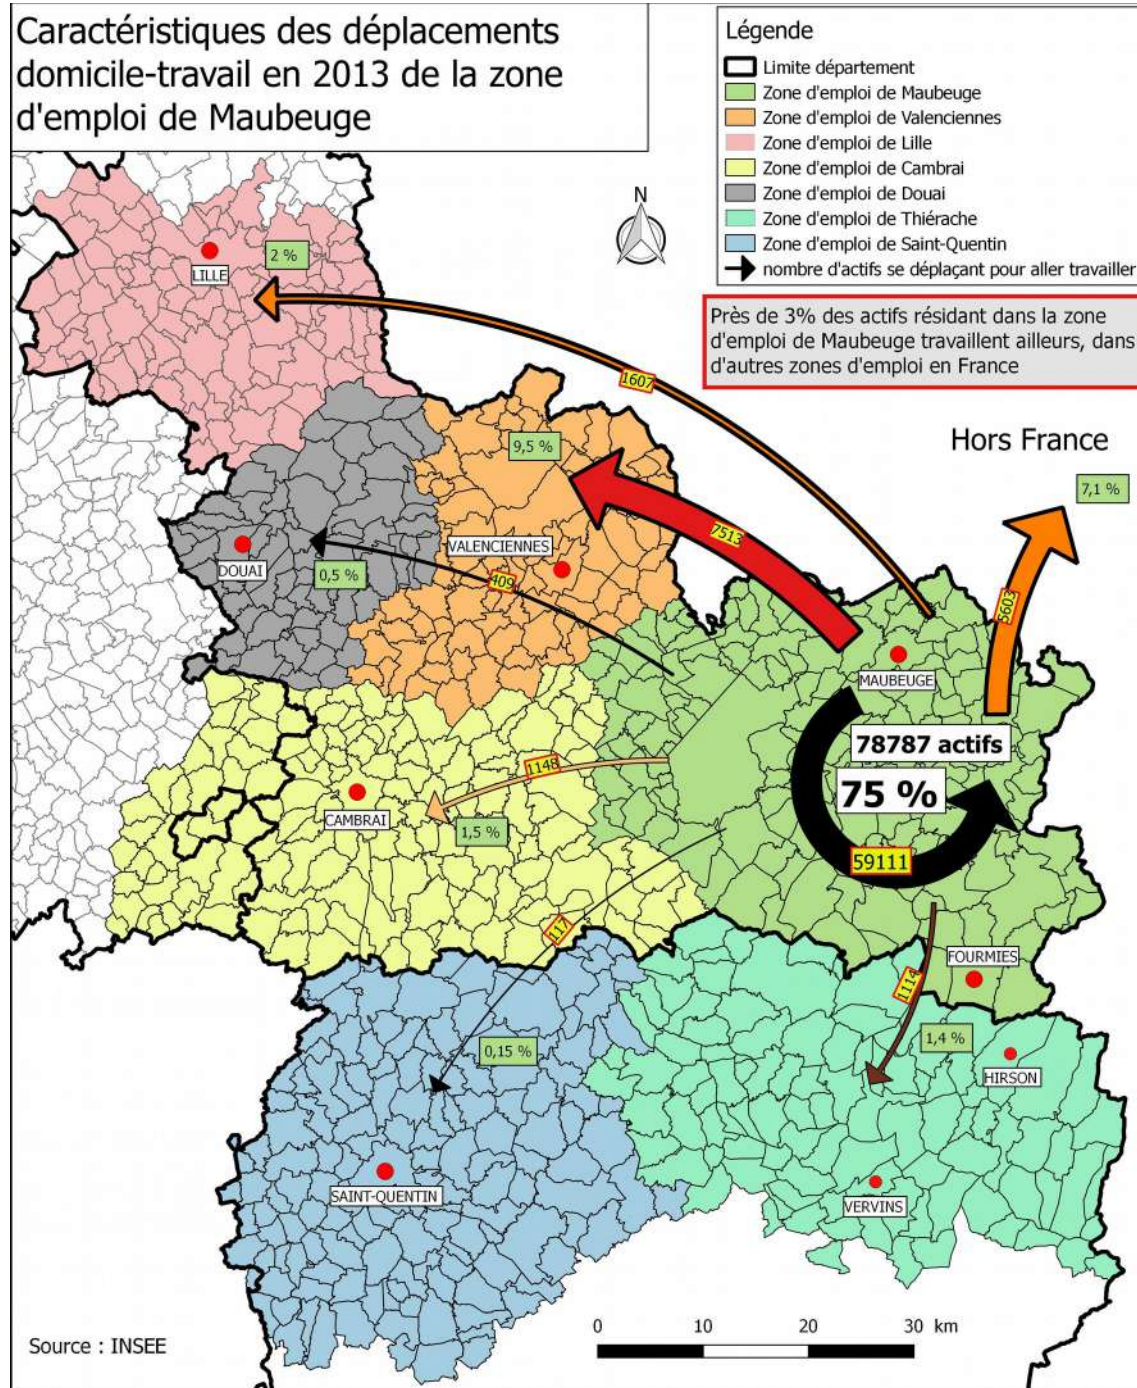 Caractéristiques des déplacements
domicile-travail en 2013 de la zone
d'emploi de Maubeuge
Légende
Limite département
Zone d'emploi de Maubeuge
Zone d'emploi de Valenciennes
Zone d'emploi de Lille
Zone d'emploi de Cambrai
Zone d'emploi de Douai
Zone d'emploi de Thiérache
Zone d'emploi de Saint-Quentin
nombre d'actifs se déplaçant pour aller travailler
N
Près de 3% des actifs résidant dans la zone
d'emploi de Maubeuge travaillent ailleurs, dans
d'autres zones d'emploi en France
2 %
LILLE
1607
Hors France
9,5 %
7,1 %
7513
VALENCIENNES
DOUAI
0,5 %
409
5603
MAUBEUGE
78787 actifs
75 %
1148
CAMBRAI
1,5 %
59111
117
FOURMIES
1114
0,15 %
1,4 %
HIRSON
SAINT-QUENTIN
VERVINS
Source : INSEE
0 10 20 30 km